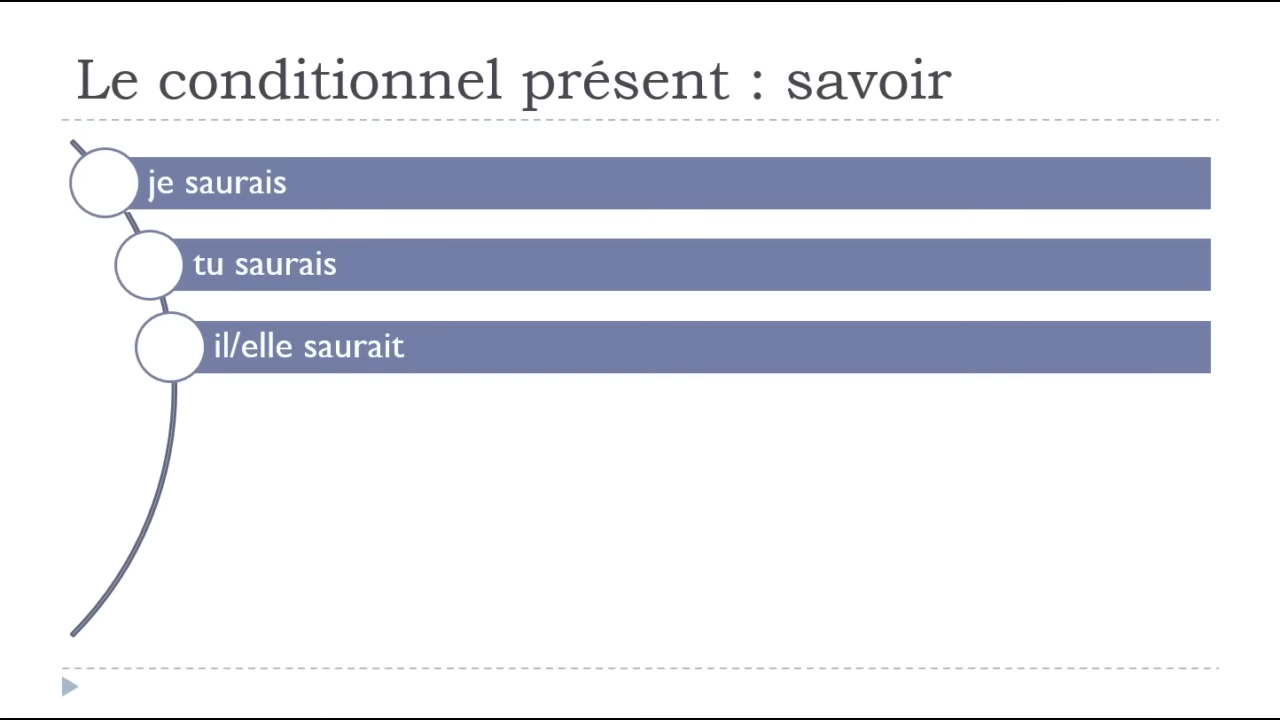 Le conditionnel présent : savoir
je saurais
tu saurais
il/elle saurait